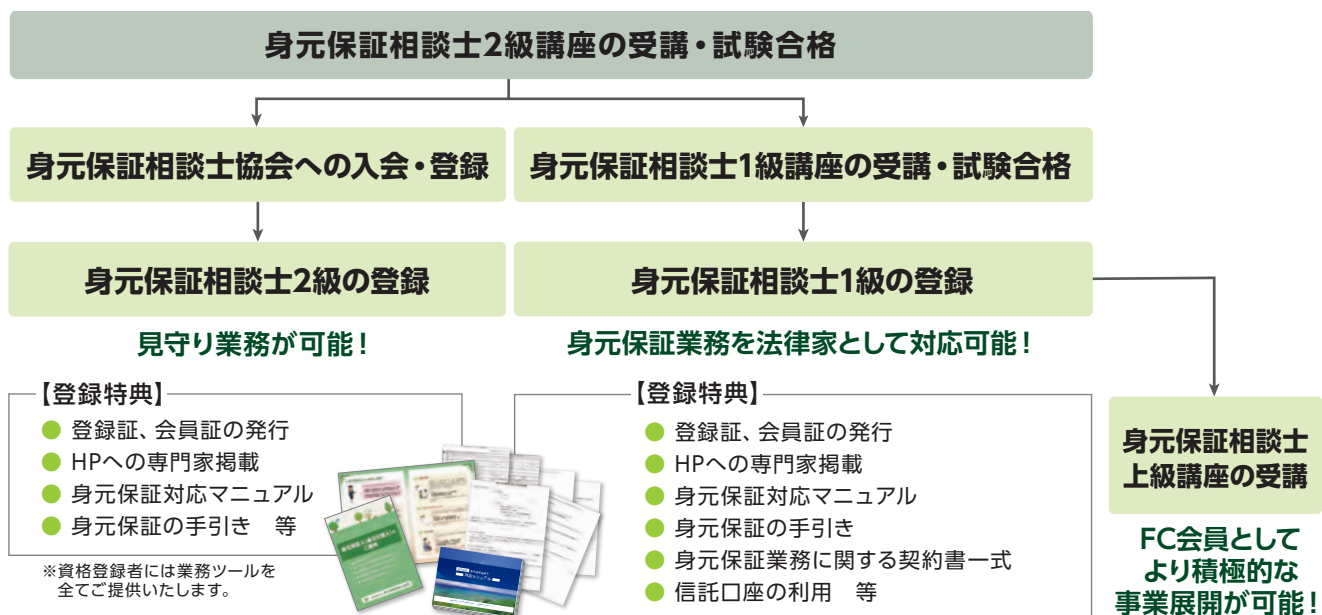 身元保証相談士2級講座の受講・試験合格
身元保証相談士協会への入会・登録
身元保証相談士1級講座の受講・試験合格
身元保証相談士2級の登録
身元保証相談士1級の登録
見守り業務が可能!
身元保証業務を法律家として対応可能!
【登録特典】
● 登録証、会員証の発行
● HPへの専門家掲載
● 身元保証対応マニュアル
● 身元保証の手引き 等
※資格登録者には業務ツールを
全てご提供いたします。
【登録特典】
● 登録証、会員証の発行
● HPへの専門家掲載
● 身元保証対応マニュアル
● 身元保証の手引き
● 身元保証業務に関する契約書一式
● 信託口座の利用 等
身元保証相談士
上級講座の受講
FC会員として
より積極的な
事業展開が可能!